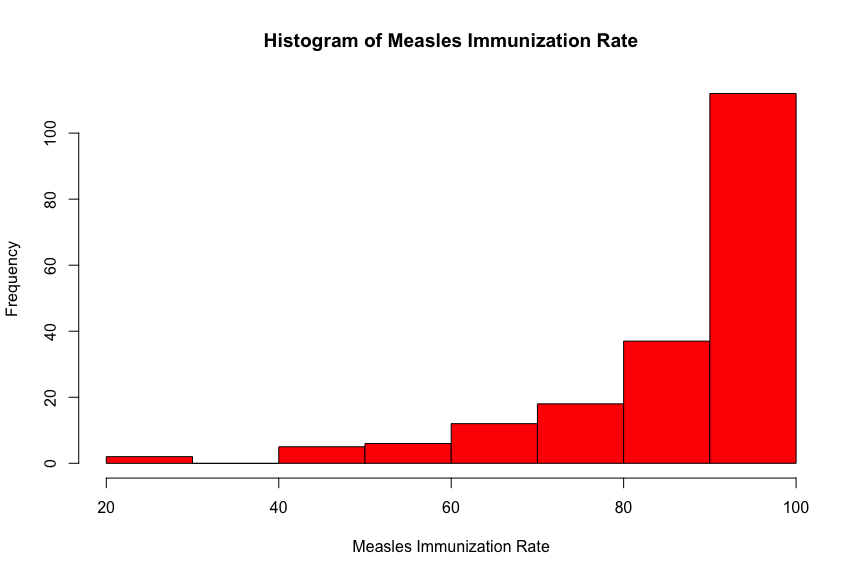 Histogram of Measles Immunization Rate
Frequency
100
80
60
40
20
0
20 40 60 80 100
Measles Immunization Rate